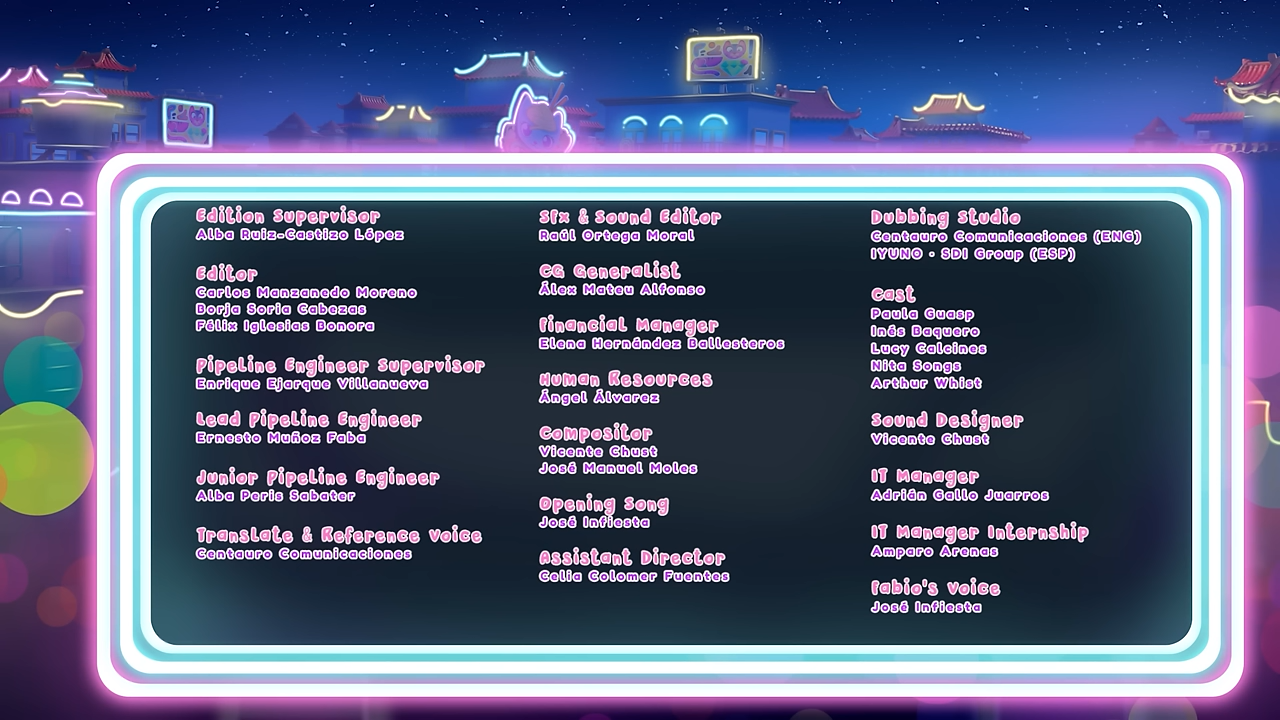 Edition Supervisor
Alba Ruiz-Castizo López
Editor
Carlos Manzanedo Moreno
Borja Soria Cabezas
Félix Iglesias Bonora
Pipeline Engineer Supervisor
Enrique Ejarque Villanueva
Lead Pipeline Engineer
Ernesto Muñoz Faba
Junior Pipeline Engineer
Alba Peris Sabater
Translate & Reference Voice
Centauro Comunicaciones
Sfx & Sound Editor
Raúl Ortega Moral
CG Generalist
Álex Mateu Alfonso
Financial Manager
Elena Hernández Ballesteros
Human Resources
Ángel Álvarez
Compositor
Vicente Chust
José Manuel Moles
Opening Song
José Infiesta
Assistant Director
Celia Colomer Fuentes
Dubbing Studio
Centauro Comunicaciones (ENG)
IYUNO - SDI Group (ESP)
Cast
Paula Guasp
Inés Baquero
Lucy Calcines
Nita Songs
Arthur Whist
Sound Designer
Vicente Chust
IT Manager
Adrián Gallo Juarros
IT Manager Internship
Amparo Arenas
Fabio's Voice
José Infiesta